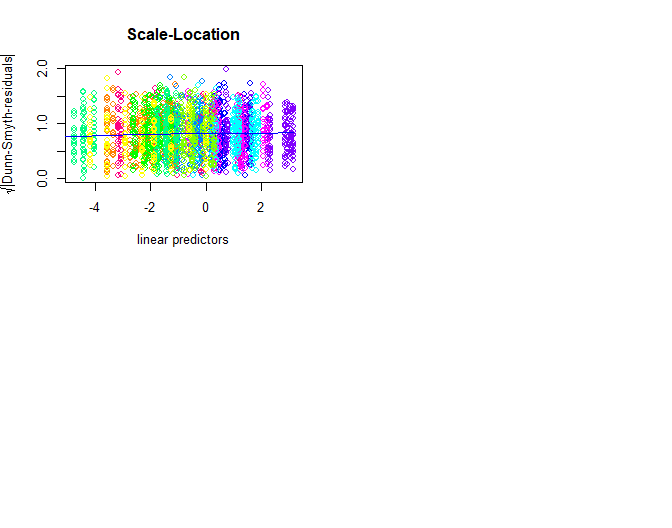 Scale-Location
√|Dunn-Smyth-residuals|
2.0
1.0
0.0
-4 -2 0 2
linear predictors